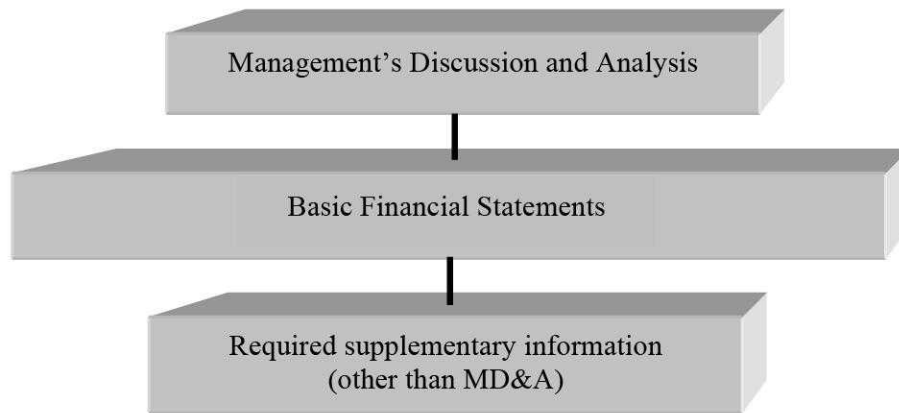 Management’s Discussion and Analysis
Basic Financial Statements
Required supplementary information
(other than MD&A)